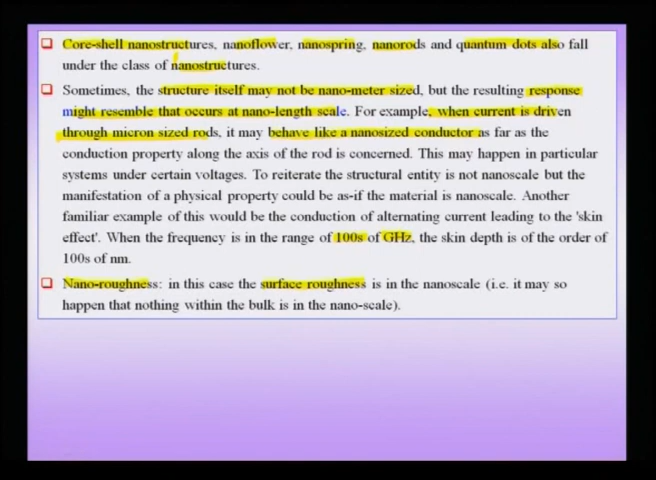 Core-shell nanostructures, nanoflower, nanospring, nanorods and quantum dots also fall
under the class of nanostructures.
Sometimes, the structure itself may not be nano-meter sized, but the resulting response
might resemble that occurs at nano-length scale. For example, when current is driven
through micron sized rods, it may behave like a nanosized conductor as far as the
conduction property along the axis of the rod is concerned. This may happen in particular
systems under certain voltages. To reiterate the structural entity is not nanoscale but the
manifestation of a physical property could be as-if the material is nanoscale. Another
familiar example of this would be the conduction of alternating current leading to the 'skin
effect'. When the frequency is in the range of 100s of GHz, the skin depth is of the order of
100s of nm.
Nano-roughness: in this case the surface roughness is in the nanoscale (i.e. it may so
happen that nothing within the bulk is in the nano-scale).